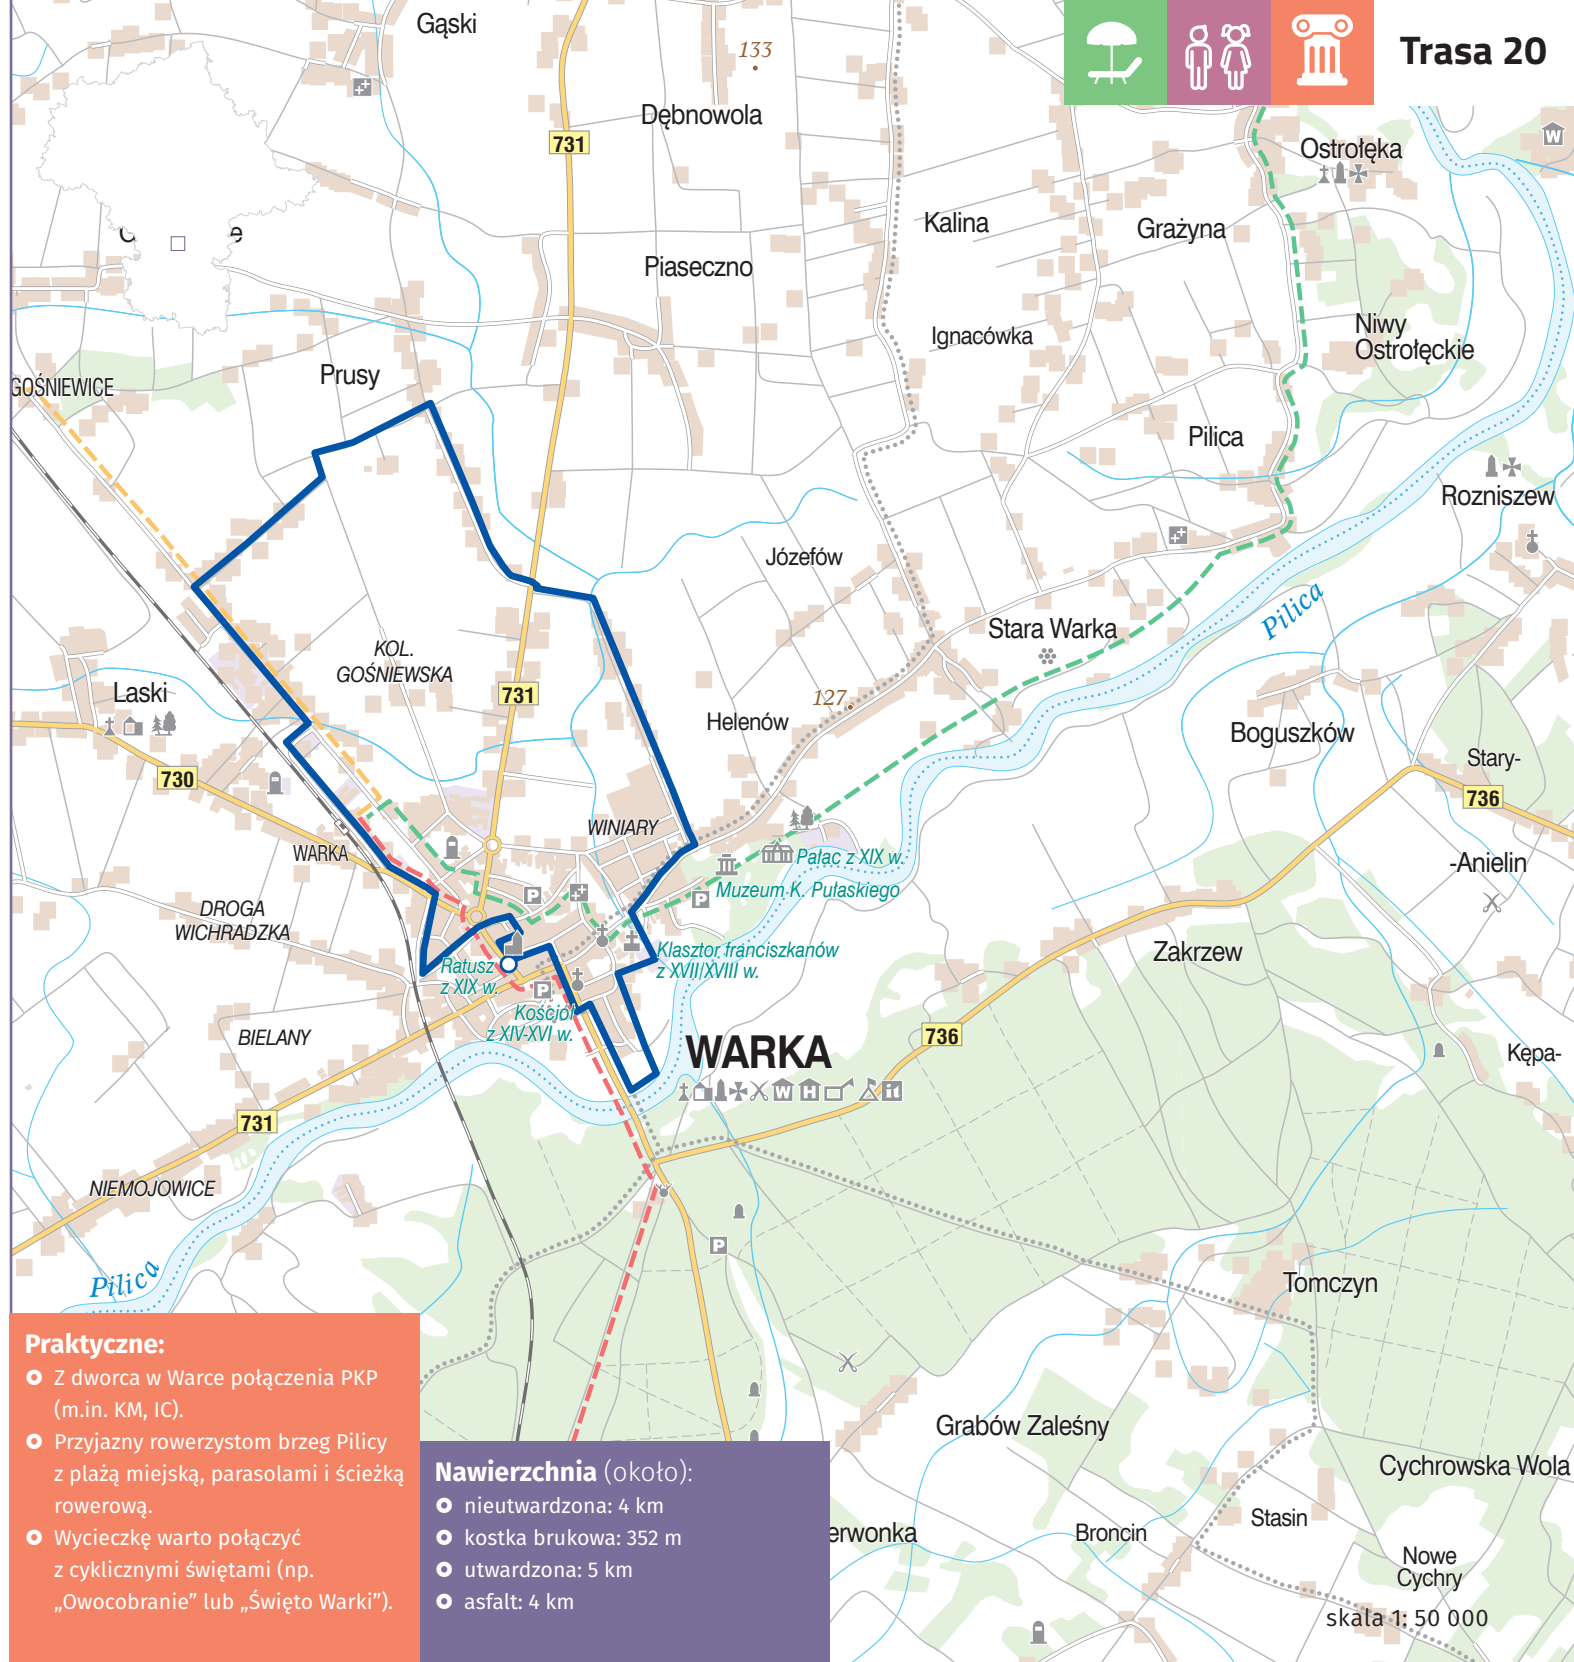 Trasa 20
Gąski
133
Dębnowola
731
Ostrołęka
W
Kalina
Grażyna
Piaseczno
Ignacówka
Niwy
Ostrołęckie
GOŚNIEWICE
Prusy
Pilica
Rozniszew
Józefów
Pilica
Stara Warka
KOL.
GOŚNIEWSKA
Laski
731
127
Helenów
Boguszków
Stary-
730
736
WINIARY
WARKA
Pałac z XIX w.
-Anielin
P
P
Muzeum K. Pułaskiego
DROGA
WICHRADZKA
Klasztor franciszkanów
z XVII/XVIII w.
Zakrzew
Ratusz
z XIX w.
P
Kościół
z XIV-XVI w.
BIELANY
WARKA
736
Kępa-
W H it
731
NIEMOJOWICE
P
Pilica
Tomczyn
Praktyczne:
Z dworca w Warce połączenia PKP
(m.in. KM, IC).
Przyjazny rowerzystom brzeg Pilicy
z plażą miejską, parasolami i ścieżką
rowerową.
Wycieczkę warto połączyć
z cyklicznymi świętami (np.
„Owocobranie” lub „Święto Warki”).
Nawierzchnia (około):
nieutwardzona: 4 km
kostka brukowa: 352 m
utwardzona: 5 km
asfalt: 4 km
Grabów Zaleśny
Cychrowska Wola
Stasin
erwonka
Broncin
Nowe
Cychry
skala 1: 50 000